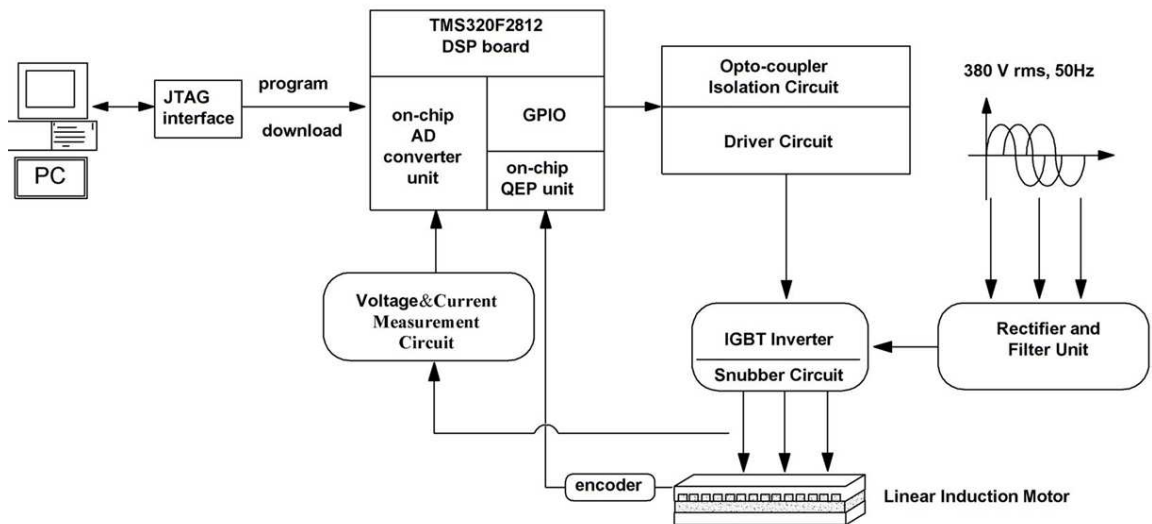 TMS320F2812
DSP board
on-chip
AD
converter
unit
GPIO
on-chip
QEP unit
Opto-coupler
Isolation Circuit
Driver Circuit
380 V rms, 50Hz
JTAG
interface
program
download
PC
Voltage&Current
Measurement
Circuit
IGBT Inverter
Snubber Circuit
Rectifier and
Filter Unit
encoder
Linear Induction Motor